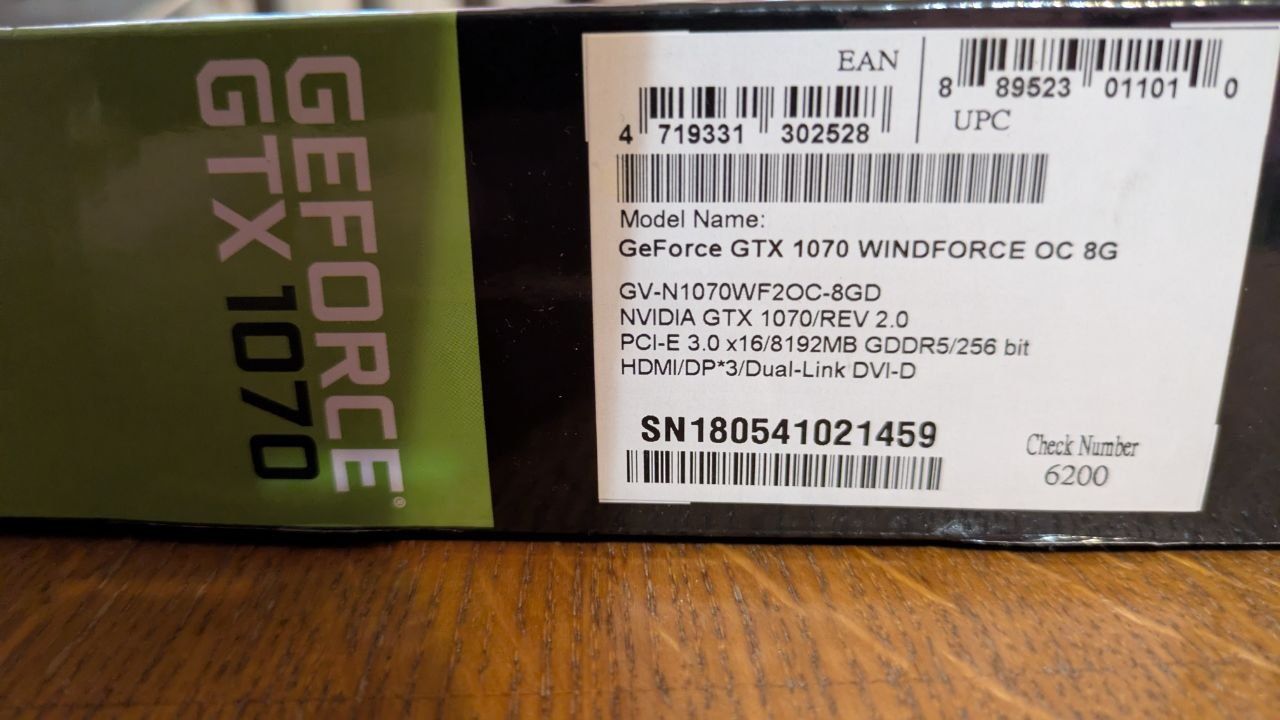 GEFORCE®
GTX 1070
EAN
4 719331 302528
8 89523 01101 0
UPC
Model Name:
GeForce GTX 1070 WINDFORCE OC 8G
GV-N1070WF2OC-8GD
NVIDIA GTX 1070/REV 2.0
PCI-E 3.0 x16/8192MB GDDR5/256 bit
HDMI/DP*3/Dual-Link DVI-D
SN180541021459
Check Number
6200